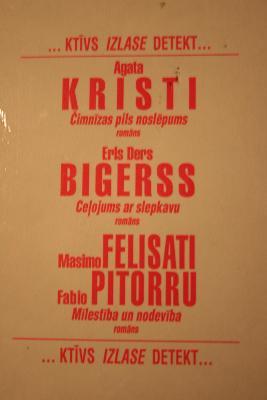 ...KTĪVS IZLASE DETEKT...
Agata
KRISTI
Čimnīzas pils noslēpums
romāns
Erls Ders
BIGERSS
Ceļojums ar slepkavu
romāns
Masimo FELISATI
Fabio PITORRU
Mīlestība un nodevība
romāns
...KTĪVS IZLASE DETEKT...